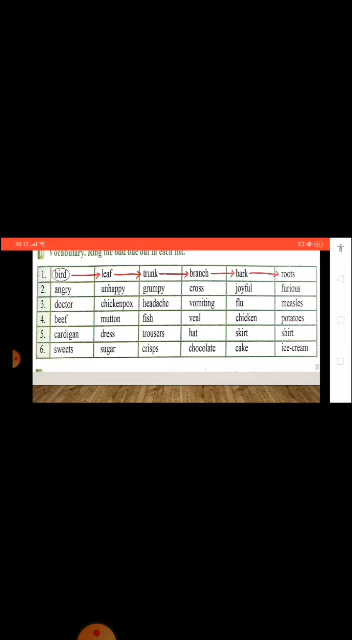 Vocabulary. Ring the odd one out in each list.
1. bird leaf trunk branch bark roots
2. angry unhappy grumpy cross joyful furious
3. doctor chickenpox headache vomiting flu measles
4. beef mutton fish veal chicken potatoes
5. cardigan dress trousers hat skirt shirt
6. sweets sugar crisps chocolate cake ice-cream